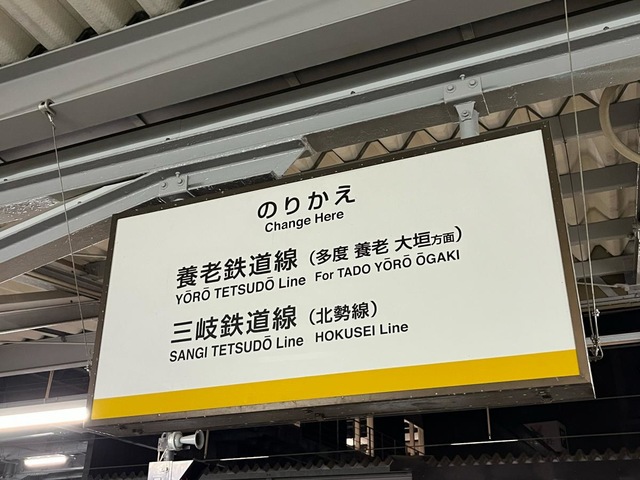 のりかえ
Change Here
養老鉄道線（多度 養老 大垣方面）
YŌRŌ TETSUDŌ Line For TADO YŌRŌ ŌGAKI
三岐鉄道線（北勢線）
SANGI TETSUDŌ Line HOKUSEI Line